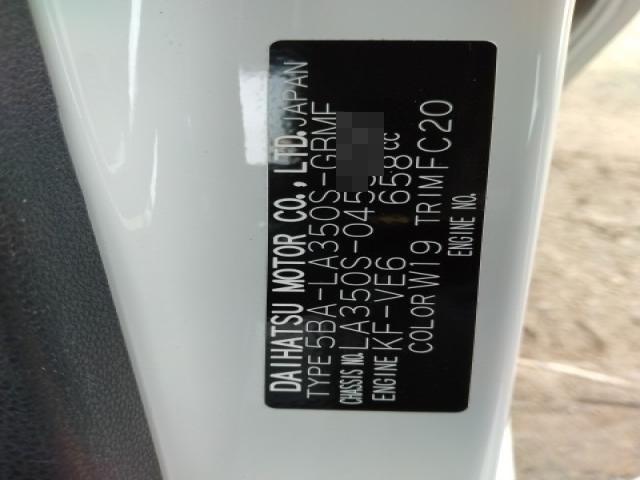 DAIHATSU MOTOR CO., LTD. JAPAN
TYPE 5BA-LA350S-GBMF
CHASSIS NO. LA350S-045
ENGINE KF-VE6 658cc
COLOR W19 TRIM FC20
ENGINE NO.